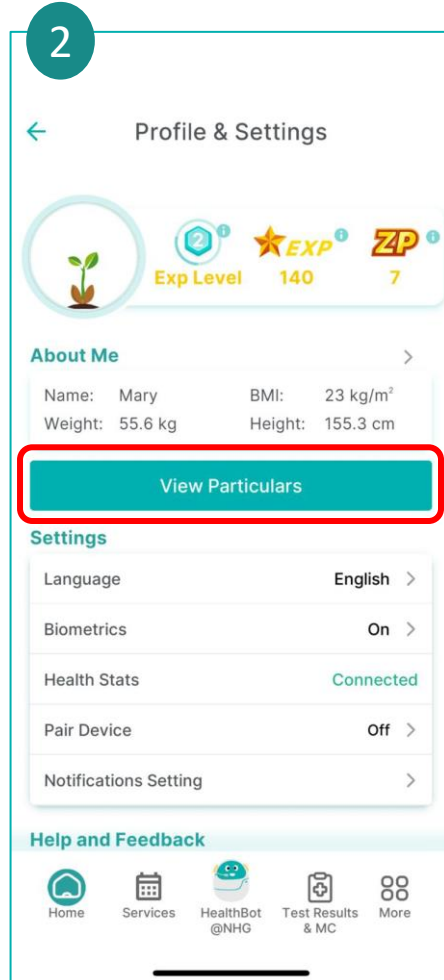 2
Profile & Settings
2
EXP
ZP
Exp Level 140 7
About Me
Name: Mary BMI: 23 kg/m²
Weight: 55.6 kg Height: 155.3 cm
View Particulars
Settings
Language English
Biometrics On
Health Stats Connected
Pair Device Off
Notifications Setting
Help and Feedback
Home Services HealthBot @NHG Test Results & MC More